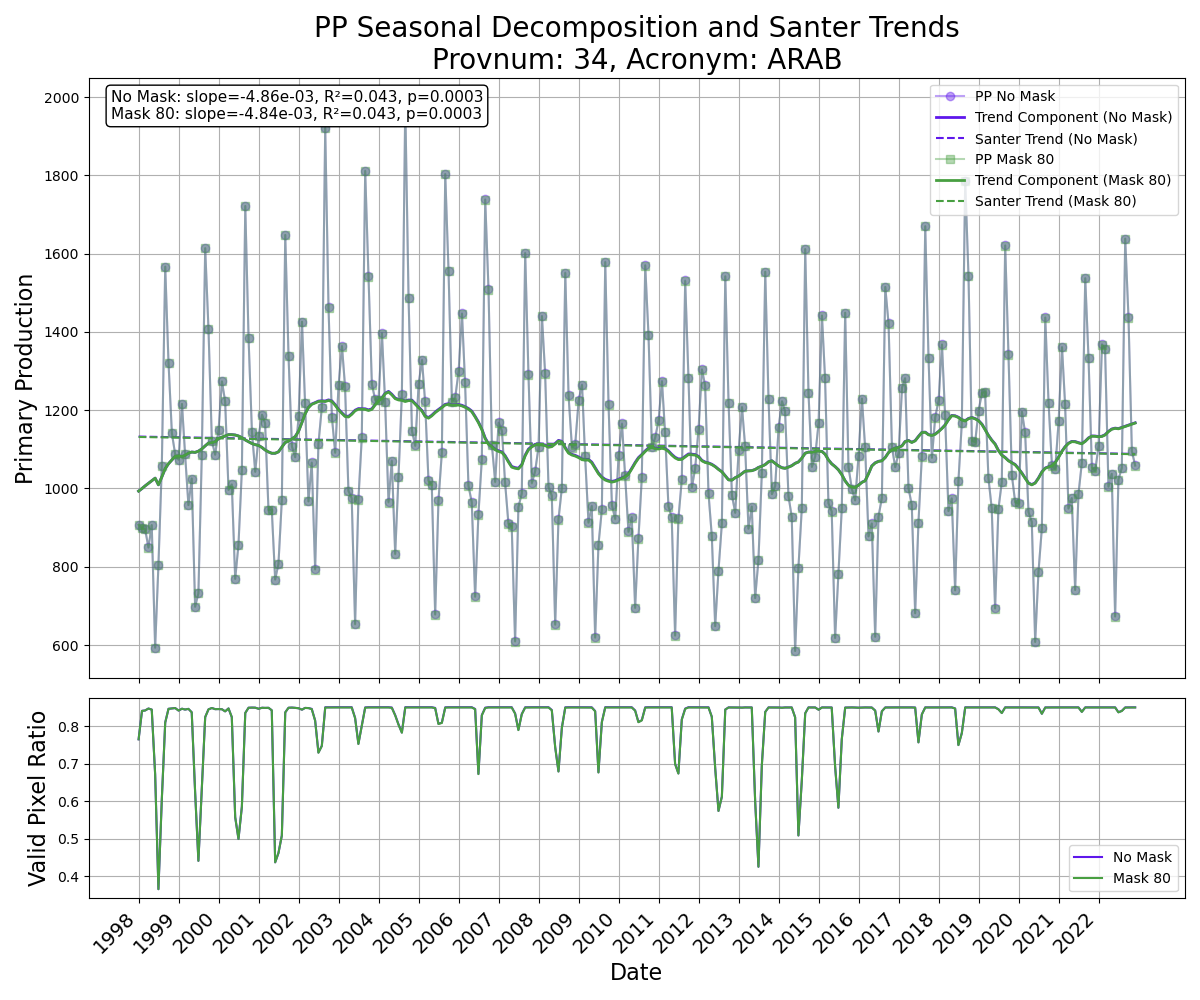 PP Seasonal Decomposition and Santer Trends
Provnum: 34, Acronym: ARAB
No Mask: slope=-4.86e-03, R²=0.043, p=0.0003
Mask 80: slope=-4.84e-03, R²=0.043, p=0.0003
PP No Mask
Trend Component (No Mask)
Santer Trend (No Mask)
PP Mask 80
Trend Component (Mask 80)
Santer Trend (Mask 80)
Primary Production
2000
1800
1600
1400
1200
1000
800
600
Valid Pixel Ratio
0.8
0.7
0.6
0.5
0.4
No Mask
Mask 80
1998 1999 2000 2001 2002 2003 2004 2005 2006 2007 2008 2009 2010 2011 2012 2013 2014 2015 2016 2017 2018 2019 2020 2021 2022
Date